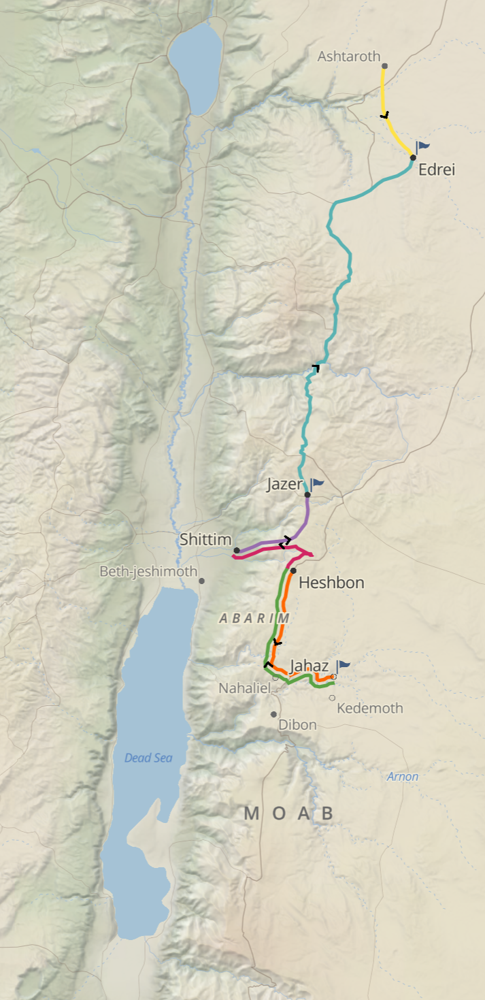 Ashtaroth
Edrei
Jazer
Shittim
Beth-jeshimoth
Heshbon
ABARIM
Jahaz
Nahaliel
Kedemoth
Dibon
Dead Sea
Arnon
MOAB